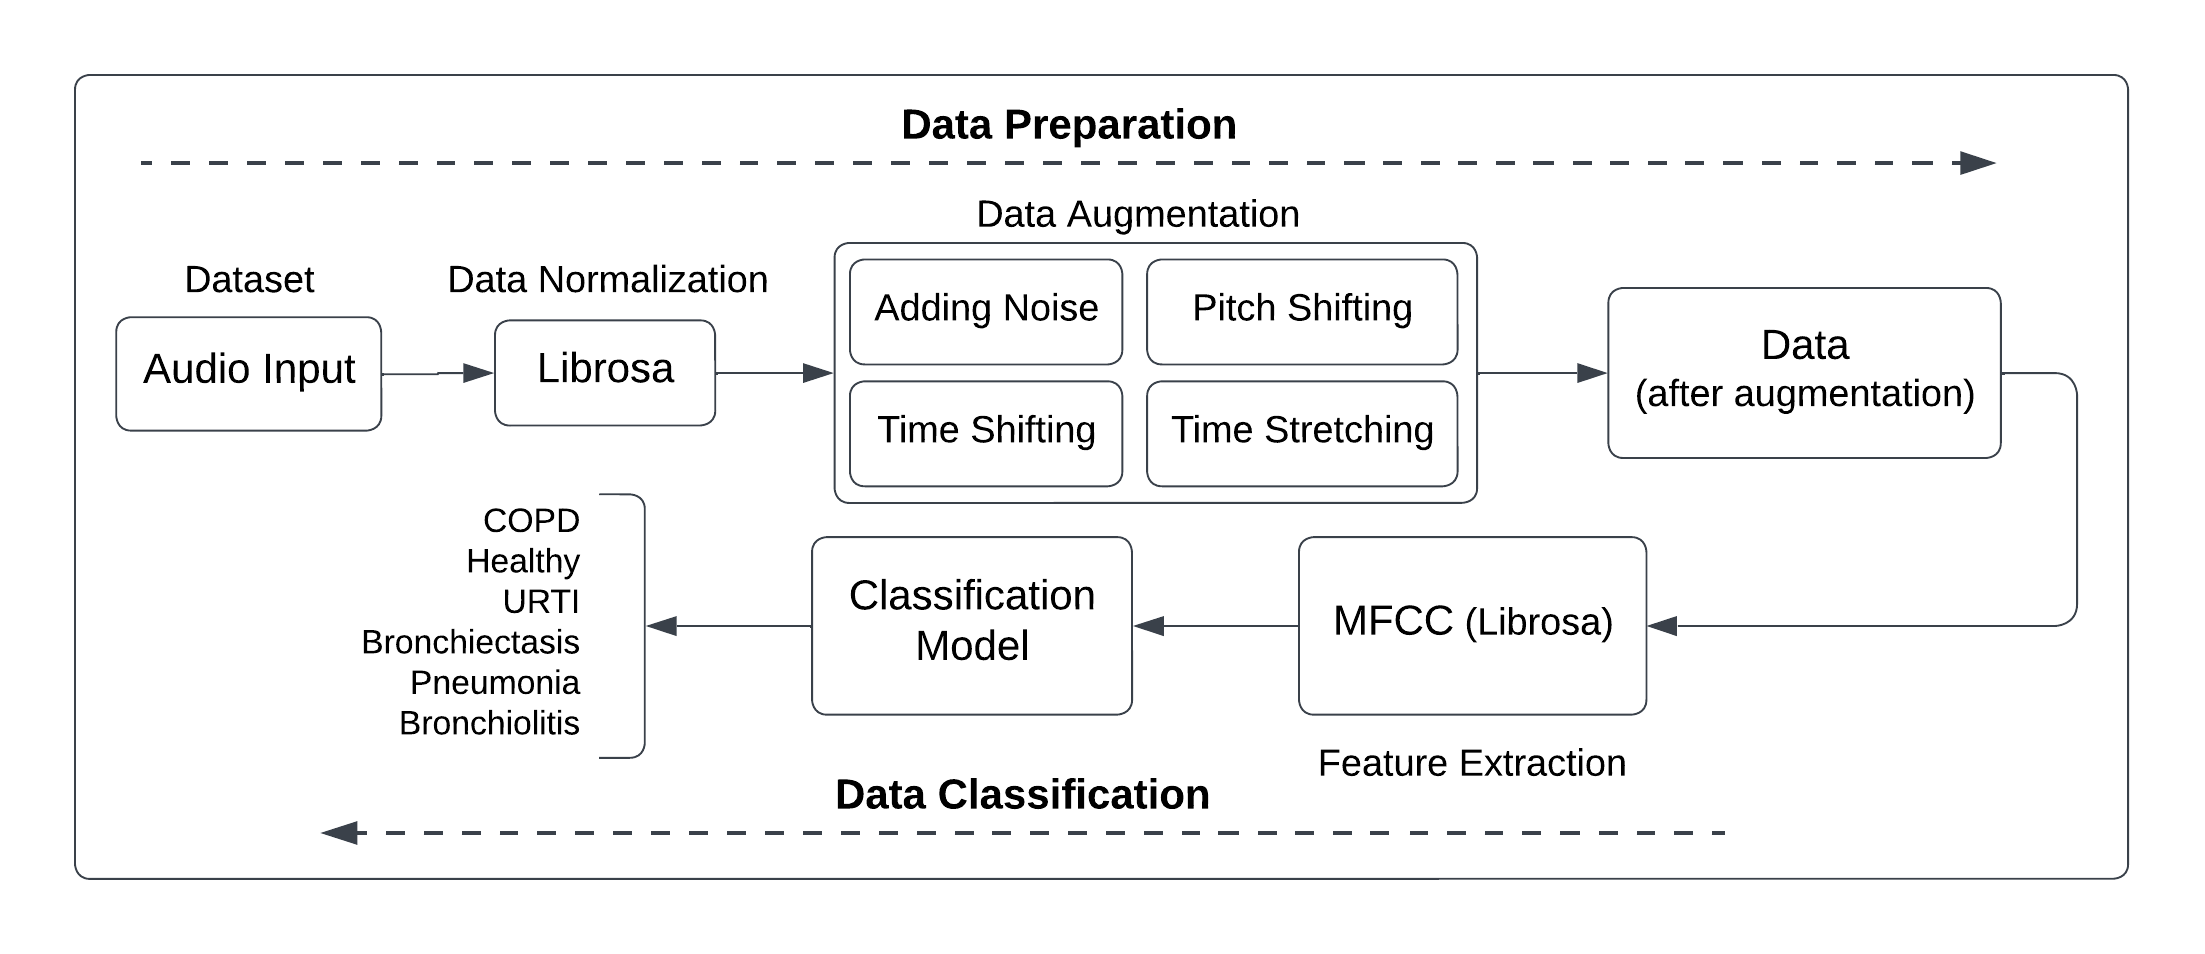 Data Preparation
Data Augmentation
Dataset
Data Normalization
Audio Input
Librosa
Adding Noise
Pitch Shifting
Time Shifting
Time Stretching
Data
(after augmentation)
MFCC (Librosa)
Feature Extraction
Classification
Model
COPD
Healthy
URTI
Bronchiectasis
Pneumonia
Bronchiolitis
Data Classification